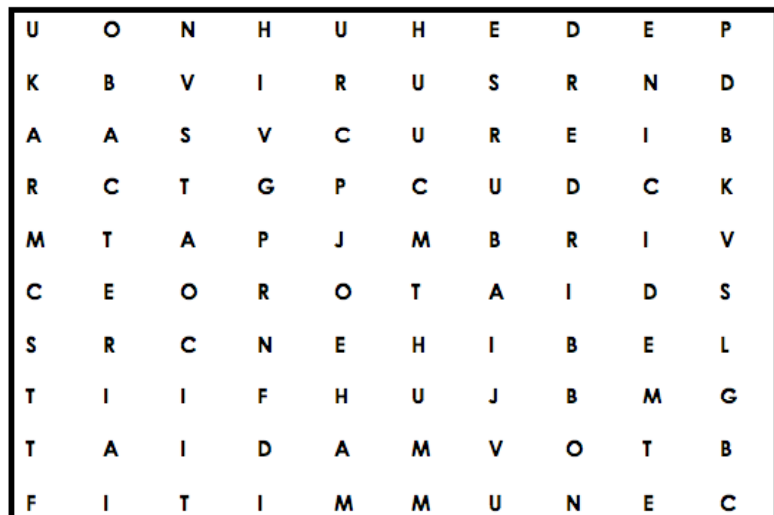 U O N H U H E D E P
K B V I R U S R N D
A A S V C U R E I B
R C T G P C U D C K
M T A P J M B R I V
C E O R O T A I D S
S R C N E H I B E L
T I I F H U J B M G
T A I D A M V O T B
F I T I M M U N E C